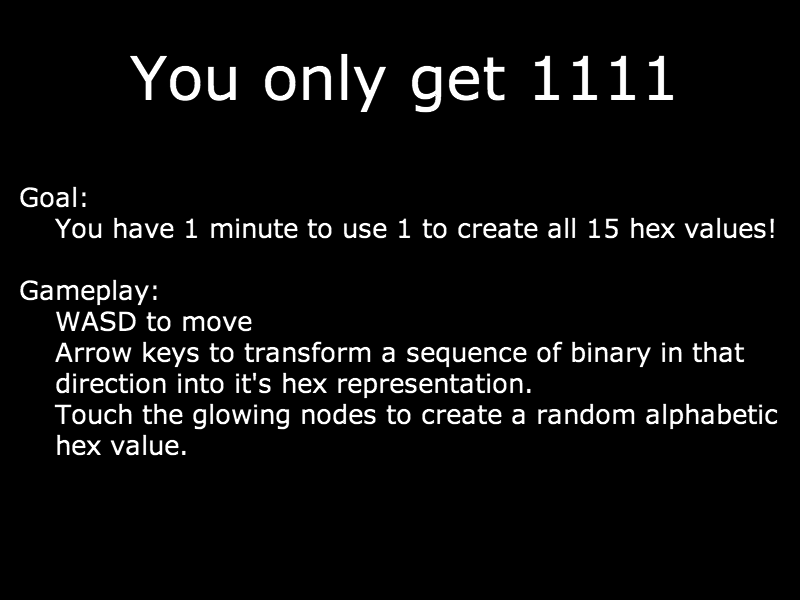 You only get 1111
Goal:
You have 1 minute to use 1 to create all 15 hex values!
Gameplay:
WASD to move
Arrow keys to transform a sequence of binary in that
direction into it's hex representation.
Touch the glowing nodes to create a random alphabetic
hex value.